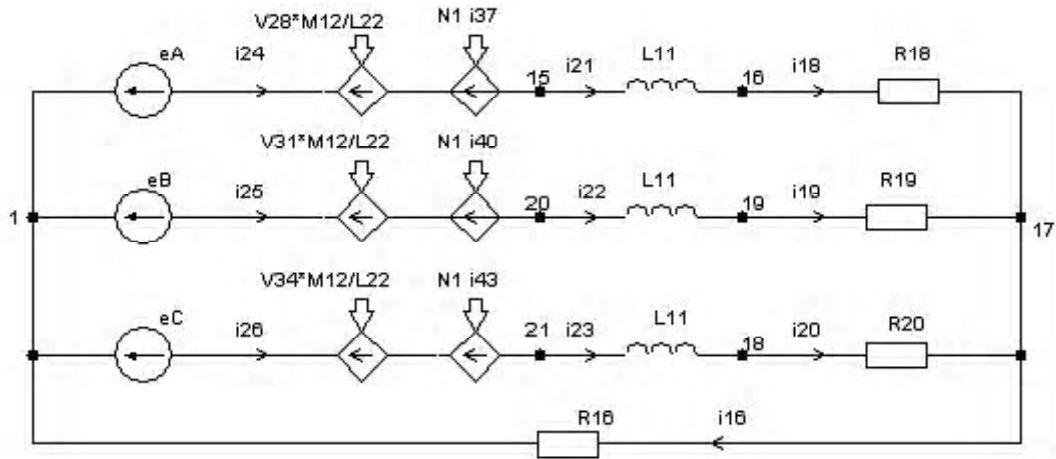 V28*M12/L22 N1 i37
eA i24 15 i21 L11 16 i18 R18
V31*M12/L22 N1 i40
eB i25 20 i22 L11 19 i19 R19
1 17
V34*M12/L22 N1 i43
eC i26 21 i23 L11 18 i20 R20
R16 i16